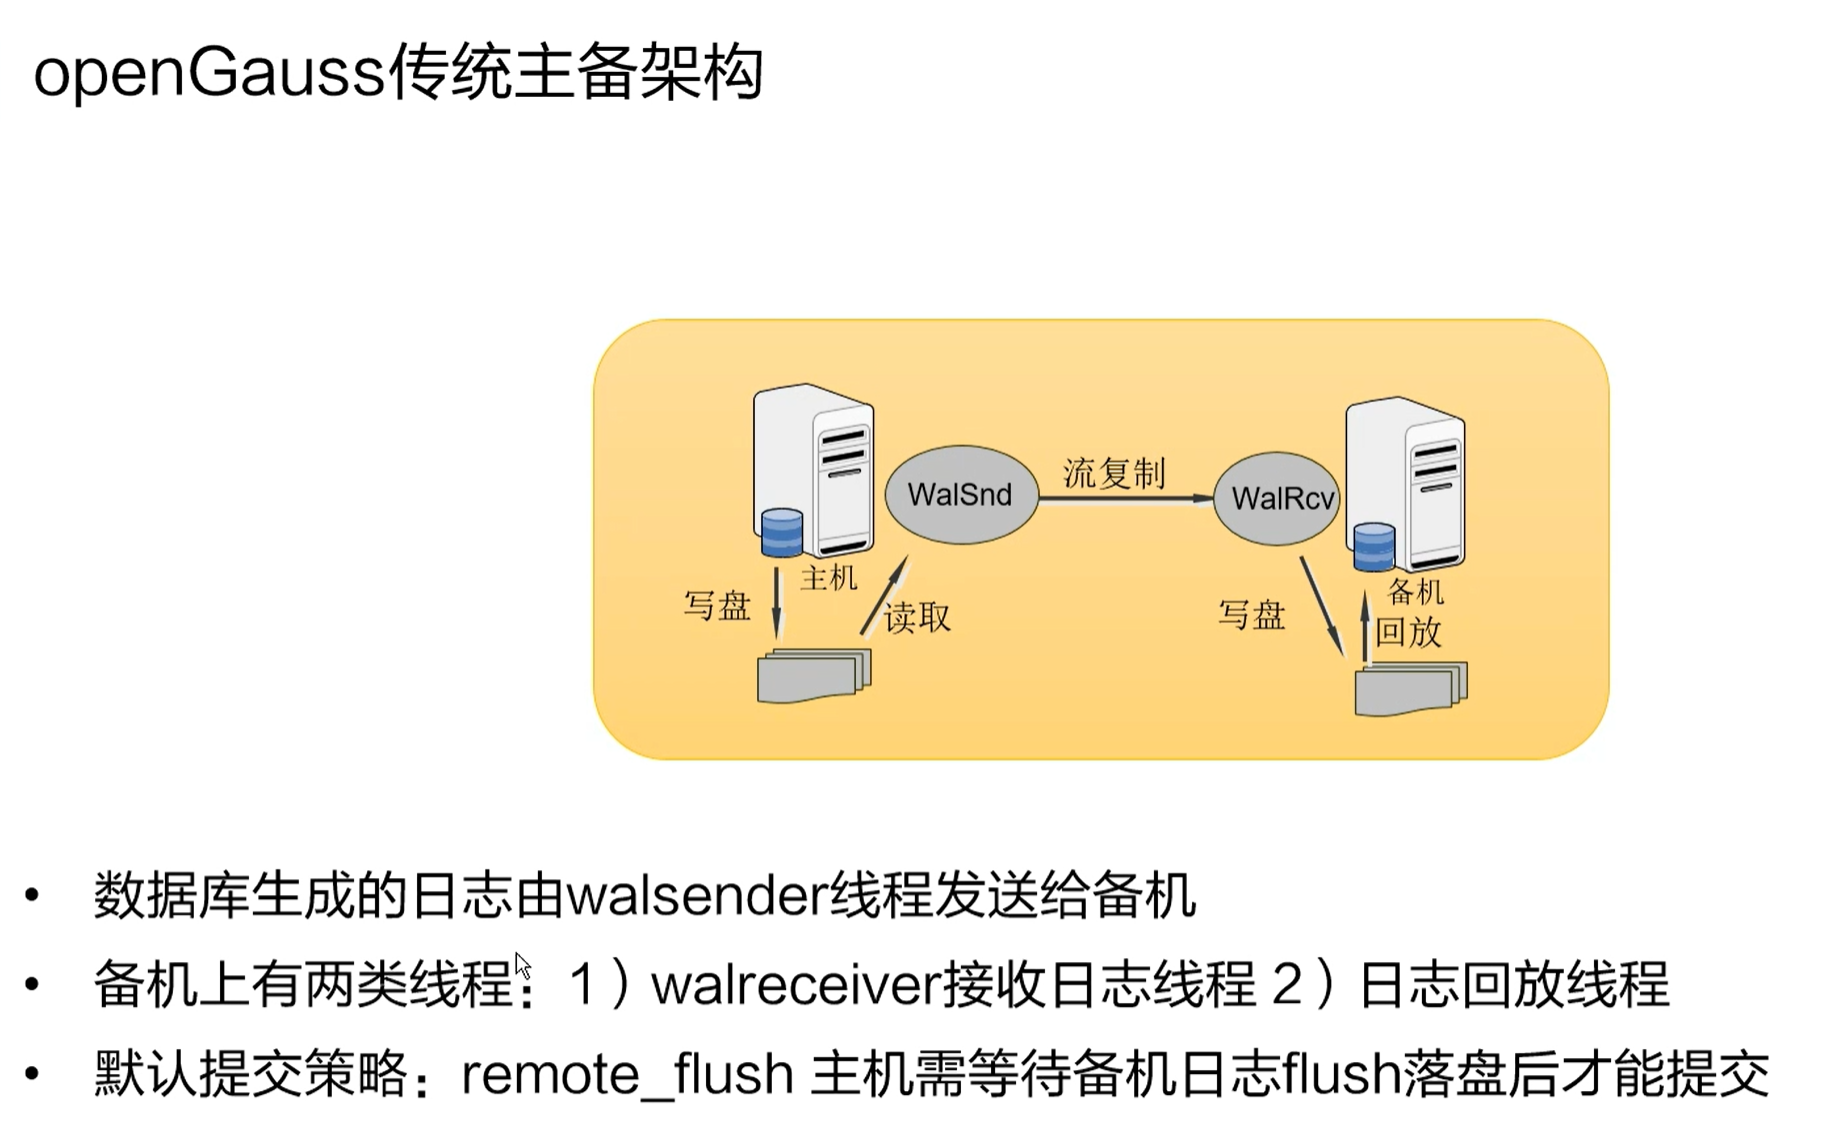 openGauss传统主备架构
WalSnd
流复制
WalRcv
主机
写盘
读取
备机
写盘
回放
• 数据库生成的日志由walsender线程发送给备机
• 备机上有两类线程：1）walreceiver接收日志线程 2）日志回放线程
• 默认提交策略：remote_flush 主机需等待备机日志flush落盘后才能提交